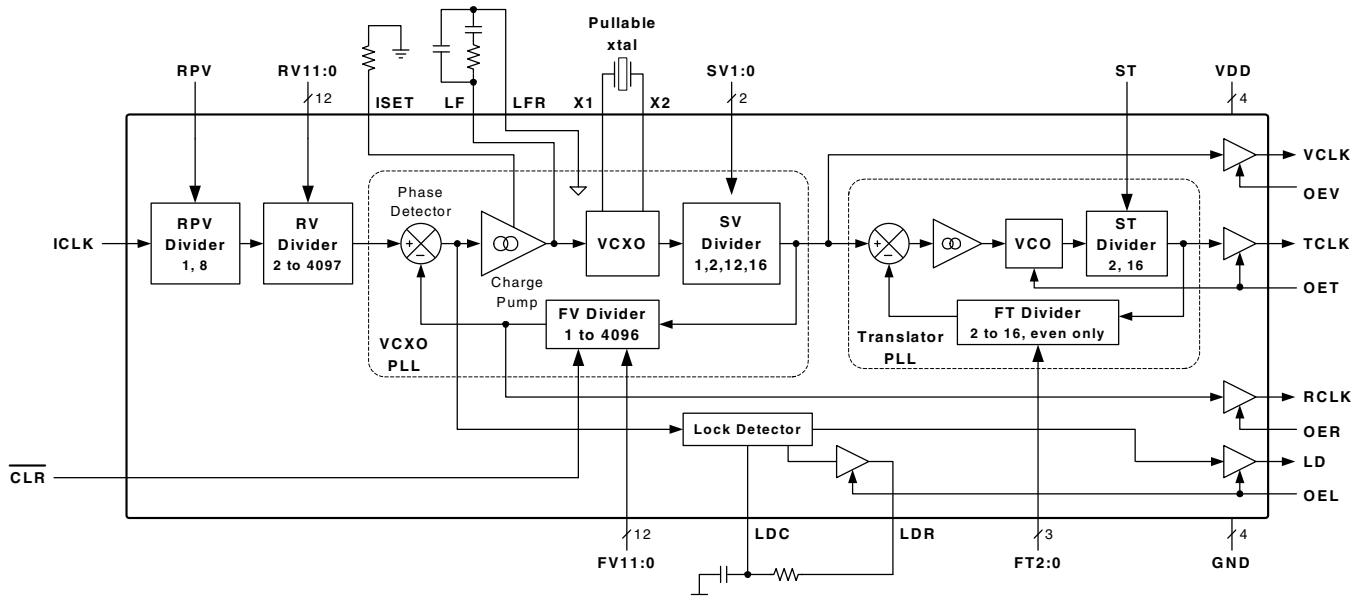 Pullable
xtal
RPV
RV11:0
12
ISET
LF
LFR
X1
X2
SV1:0
2
ST
VDD
4
VCLK
OEV
Phase
Detector
RPV
Divider
1, 8
RV
Divider
2 to 4097
ICLK
+
–
VCXO
SV
Divider
1,2,12,16
+
–
VCO
ST
Divider
2, 16
TCLK
OET
Charge
Pump
FV Divider
1 to 4096
FT Divider
2 to 16, even only
VCXO
PLL
Translator
PLL
RCLK
OER
Lock Detector
LD
OEL
CLR
12
FV11:0
LDC
LDR
3
FT2:0
4
GND